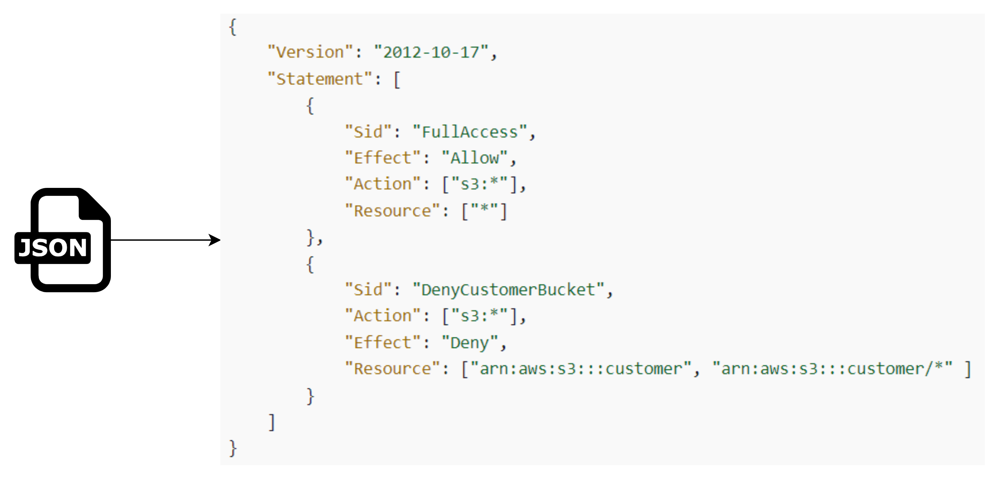 {
"Version": "2012-10-17",
"Statement": [
{
"Sid": "FullAccess",
"Effect": "Allow",
"Action": ["s3:*"],
"Resource": ["*"]
},
{
"Sid": "DenyCustomerBucket",
"Action": ["s3:*"],
"Effect": "Deny",
"Resource": ["arn:aws:s3:::customer", "arn:aws:s3:::customer/*" ]
}
]
}
JSON